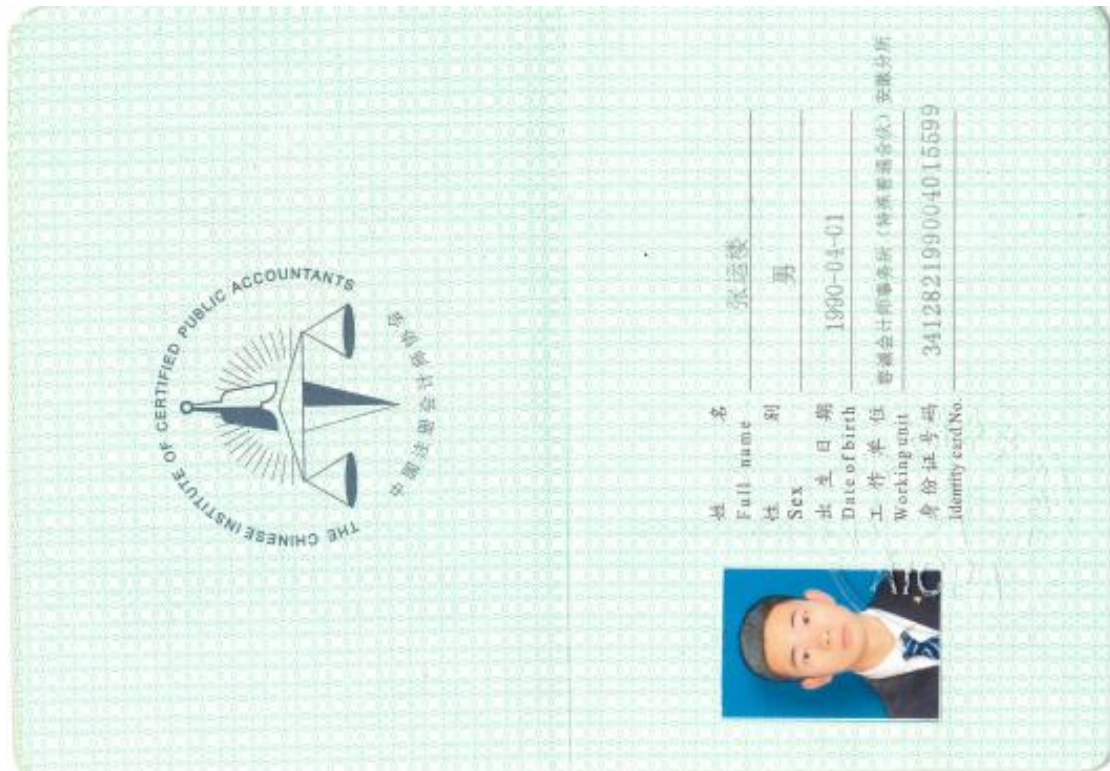 THE CHINESE INSTITUTE OF CERTIFIED PUBLIC ACCOUNTANTS
中国注册会计师协会
姓 名 张运楼
Full name
性 别 男
Sex
出 生 日 期 1990-04-01
Date of birth
工 作 单 位 容诚会计师事务所（特殊普通合伙）安徽分所
Working unit
身 份 证 号 码 341282199004015599
Identity card No.